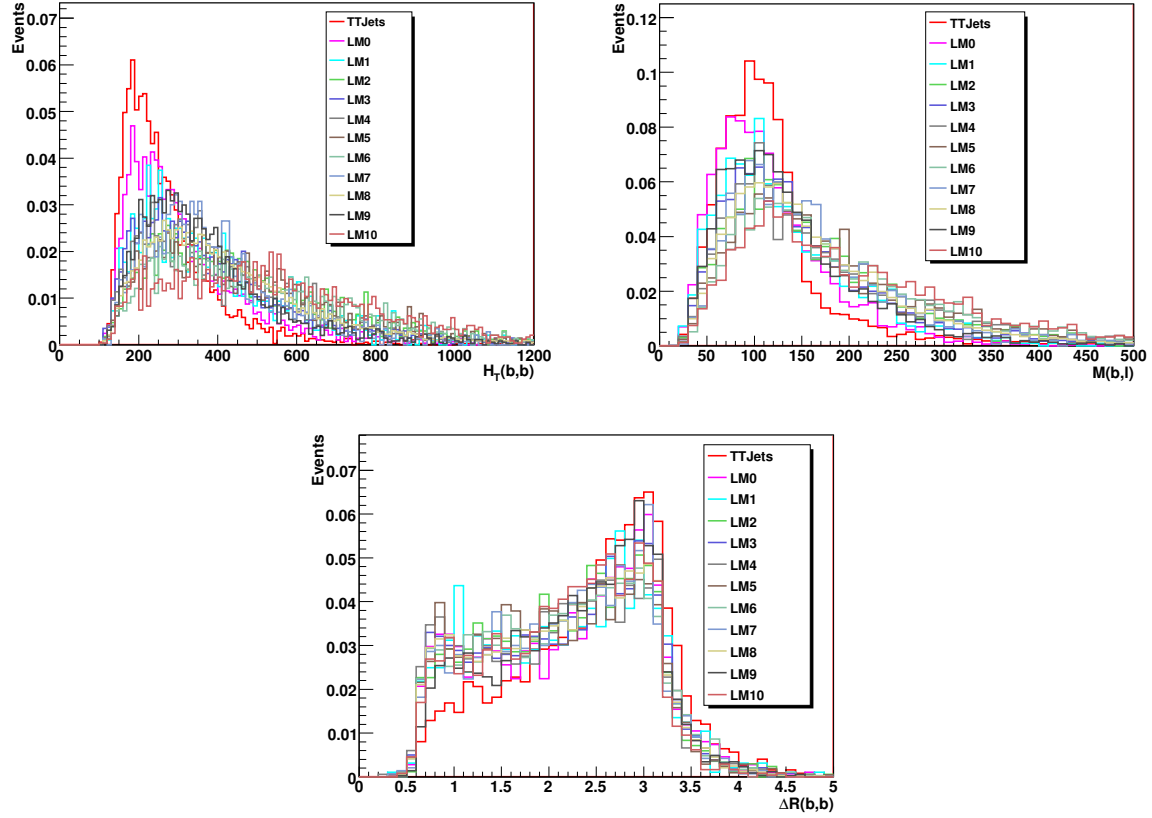 Events
0.07
0.06
0.05
0.04
0.03
0.02
0.01
0
0 200 400 600 800 1000 1200
H_T(b,b)
TTJets
LM0
LM1
LM2
LM3
LM4
LM5
LM6
LM7
LM8
LM9
LM10
Events
0.12
0.1
0.08
0.06
0.04
0.02
0
0 50 100 150 200 250 300 350 400 450 500
M(b,l)
TTJets
LM0
LM1
LM2
LM3
LM4
LM5
LM6
LM7
LM8
LM9
LM10
Events
0.07
0.06
0.05
0.04
0.03
0.02
0.01
0
0 0.5 1 1.5 2 2.5 3 3.5 4 4.5 5
ΔR(b,b)
TTJets
LM0
LM1
LM2
LM3
LM4
LM5
LM6
LM7
LM8
LM9
LM10